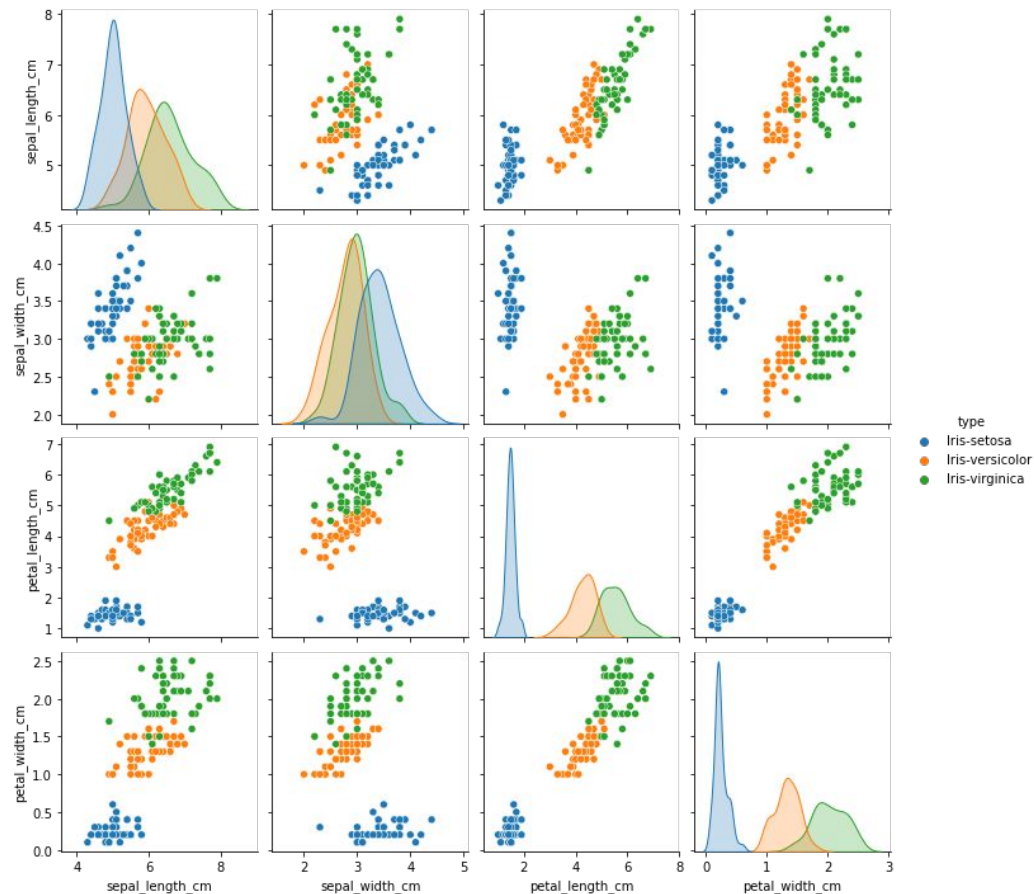 sepal_length_cm
8
7
6
5
sepal_width_cm
4.5
4.0
3.5
3.0
2.5
2.0
petal_length_cm
7
6
5
4
3
2
1
petal_width_cm
2.5
2.0
1.5
1.0
0.5
0.0
4 6 8
sepal_length_cm
2 3 4 5
sepal_width_cm
2 4 6 8
petal_length_cm
0 1 2 3
petal_width_cm
type
Iris-setosa
Iris-versicolor
Iris-virginica